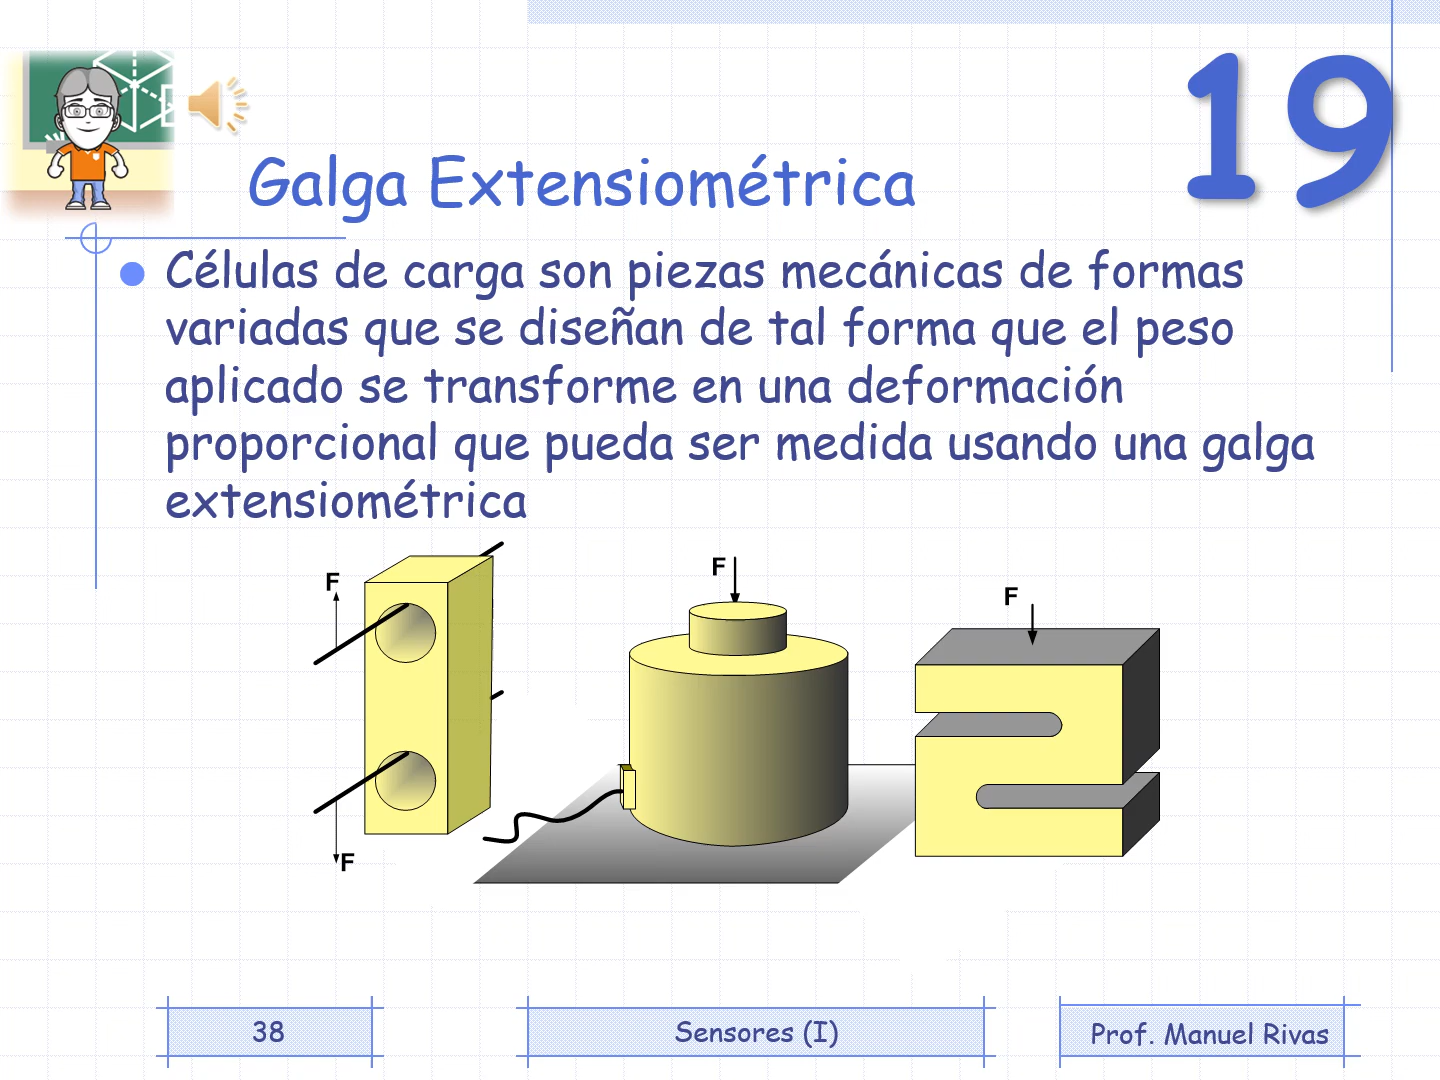 19
Galga Extensiométrica
Células de carga son piezas mecánicas de formas
variadas que se diseñan de tal forma que el peso
aplicado se transforme en una deformación
proporcional que pueda ser medida usando una galga
extensiométrica
F
F
F
F
38
Sensores (I)
Prof. Manuel Rivas